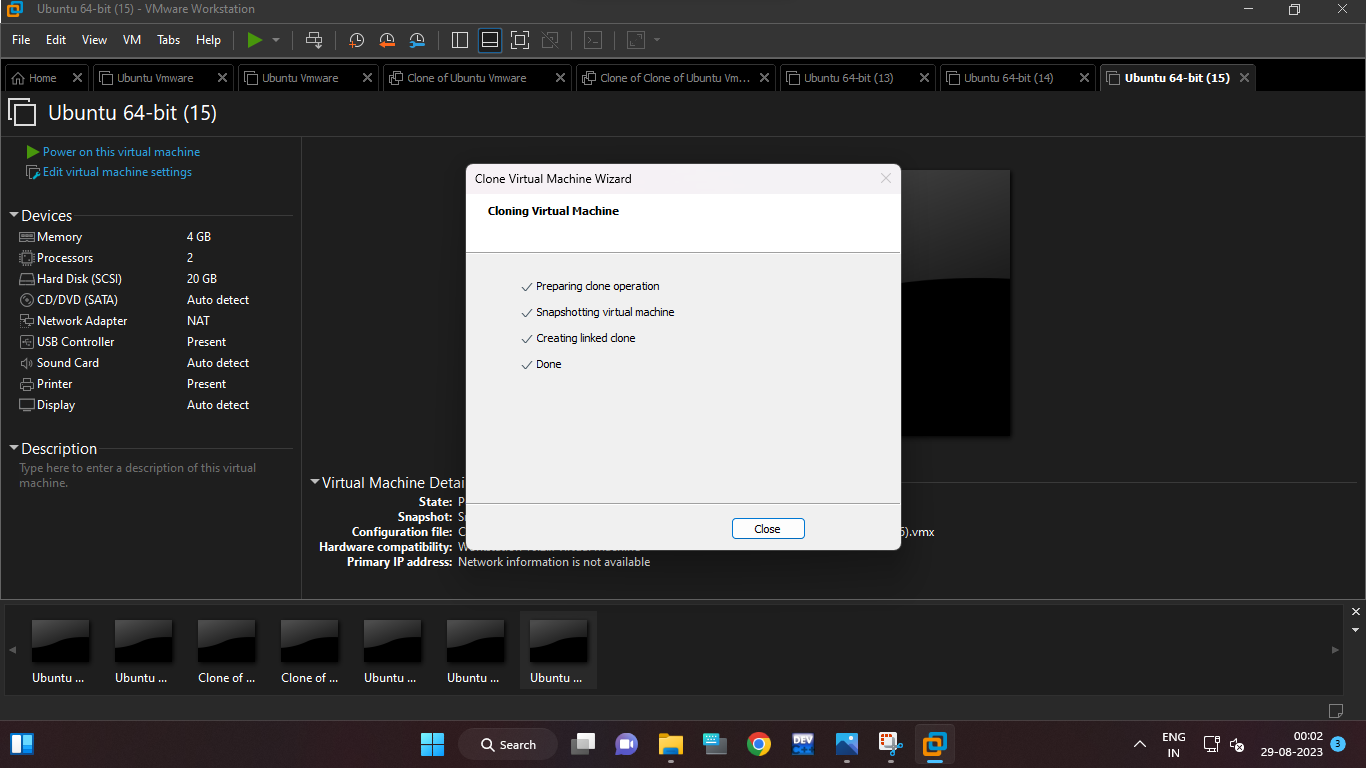 Ubuntu 64-bit (15) - VMware Workstation
File Edit View VM Tabs Help
Home Ubuntu Vmware Ubuntu Vmware Clone of Ubuntu Vmware Clone of Clone of Ubuntu Vm... Ubuntu 64-bit (13) Ubuntu 64-bit (14) Ubuntu 64-bit (15)
Ubuntu 64-bit (15)
Power on this virtual machine
Edit virtual machine settings
Devices
Memory 4 GB
Processors 2
Hard Disk (SCSI) 20 GB
CD/DVD (SATA) Auto detect
Network Adapter NAT
USB Controller Present
Sound Card Auto detect
Printer Present
Display Auto detect
Description
Type here to enter a description of this virtual
machine.
Clone Virtual Machine Wizard
Cloning Virtual Machine
Preparing clone operation
Snapshotting virtual machine
Creating linked clone
Done
Close
Virtual Machine Detai
State: P
Snapshot:
Configuration file: C ).vmx
Hardware compatibility:
Primary IP address: Network information is not available
Ubuntu ... Ubuntu ... Clone of ... Clone of ... Ubuntu ... Ubuntu ... Ubuntu ...
Search
DEV
ENG
IN
00:02
29-08-2023
3